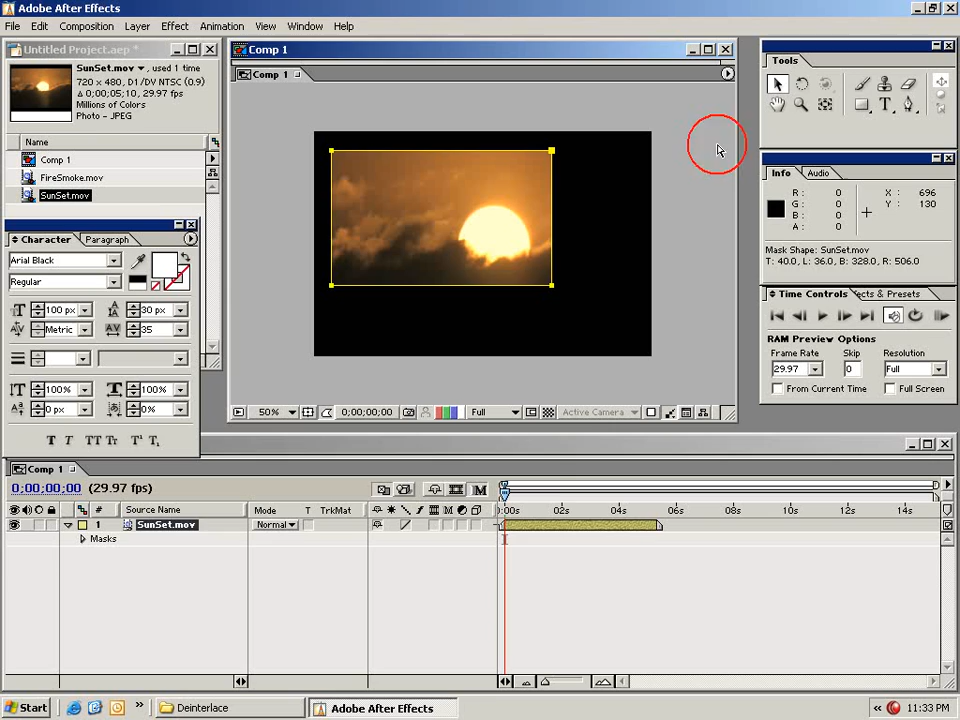 Adobe After Effects
File Edit Composition Layer Effect Animation View Window Help
Untitled Project.aep *
SunSet.mov ▼, used 1 time
720 x 480, D1/DV NTSC (0.9)
Δ 0;00;05;10, 29.97 fps
Millions of Colors
Photo - JPEG
Name
Comp 1
FireSmoke.mov
SunSet.mov
Character Paragraph
Arial Black
Regular
100 px 30 px
Metric 35
100% 100%
0 px 0%
T T TT Tr T¹ T₁
Comp 1
Comp 1
50% 0;00;00;00 Full Active Camera
Tools
Info Audio
R: 0 X: 696
G: 0 Y: 130
B: 0
A: 0
Mask Shape: SunSet.mov
T: 40.0, L: 36.0, B: 328.0, R: 506.0
Time Controls fects & Presets
RAM Preview Options
Frame Rate Skip Resolution
29.97 0 Full
From Current Time Full Screen
Comp 1
0;00;00;00 (29.97 fps)
# Source Name Mode T TrkMat :00s 02s 04s 06s 08s 10s 12s 14s
1 SunSet.mov Normal
Masks
Start » Deinterlace Adobe After Effects « 11:33 PM